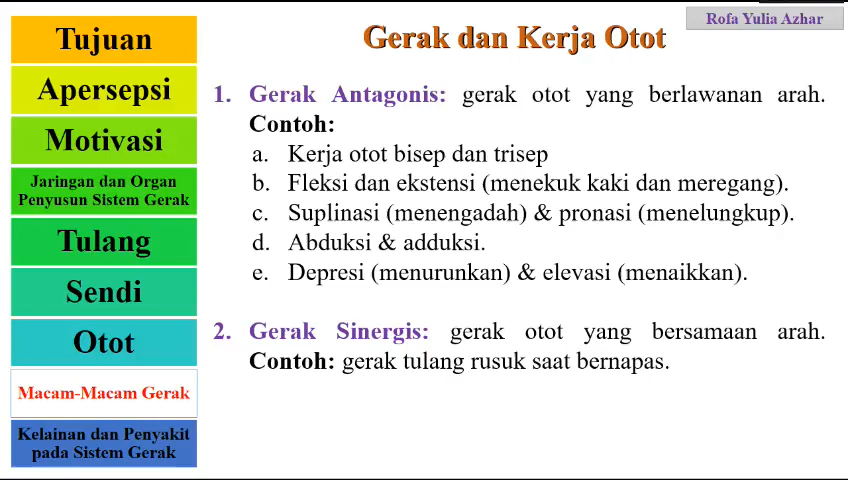 Rofa Yulia Azhar
Gerak dan Kerja Otot
Tujuan
Apersepsi
Motivasi
Jaringan dan Organ
Penyusun Sistem Gerak
Tulang
Sendi
Otot
Macam-Macam Gerak
Kelainan dan Penyakit
pada Sistem Gerak
1. Gerak Antagonis: gerak otot yang berlawanan arah.
Contoh:
a. Kerja otot bisep dan trisep
b. Fleksi dan ekstensi (menekuk kaki dan meregang).
c. Suplinasi (menengadah) & pronasi (menelungkup).
d. Abduksi & adduksi.
e. Depresi (menurunkan) & elevasi (menaikkan).
2. Gerak Sinergis: gerak otot yang bersamaan arah.
Contoh: gerak tulang rusuk saat bernapas.